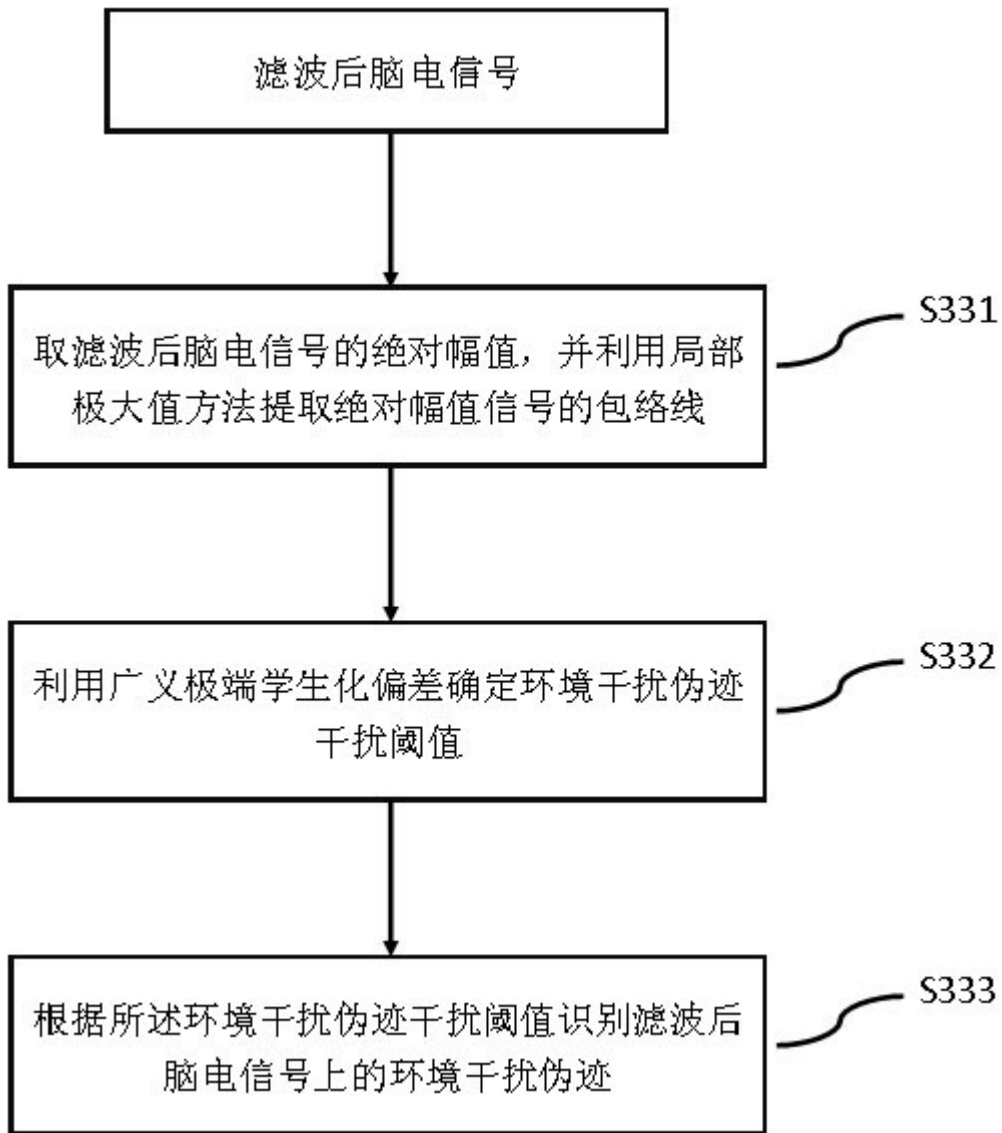 滤波后脑电信号
S331
取滤波后脑电信号的绝对幅值，并利用局部
极大值方法提取绝对幅值信号的包络线
S332
利用广义极端学生化偏差确定环境干扰伪迹
干扰阈值
S333
根据所述环境干扰伪迹干扰阈值识别滤波后
脑电信号上的环境干扰伪迹